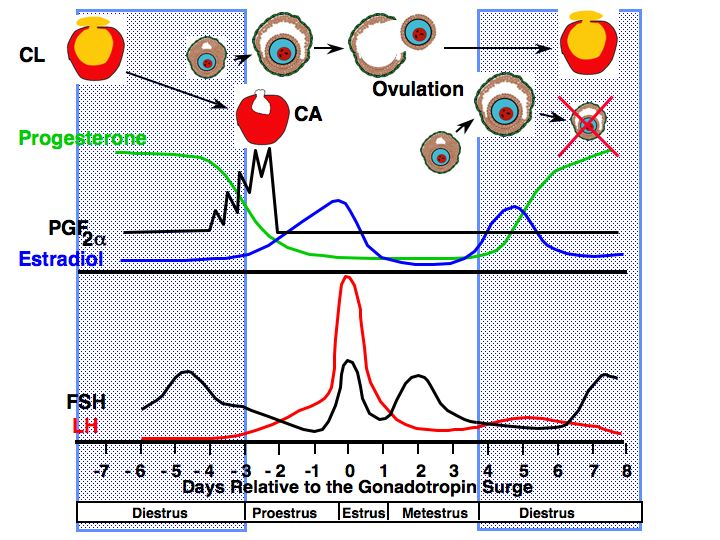 CL
Ovulation
CA
Progesterone
PGF2α
Estradiol
FSH
LH
-7 -6 -5 -4 -3 -2 -1 0 1 2 3 4 5 6 7 8
Days Relative to the Gonadotropin Surge
Diestrus Proestrus Estrus Metestrus Diestrus